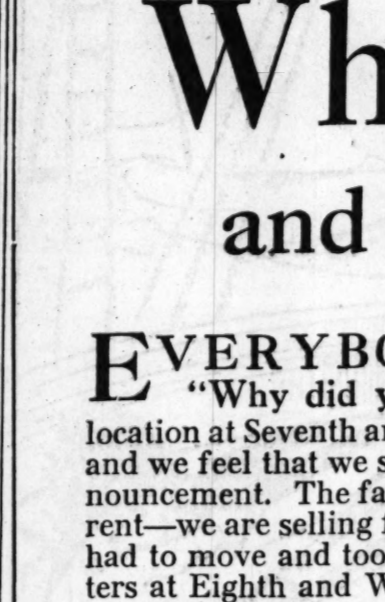 Wh
and
EVERYBO
"Why did y
location at Seventh an
and we feel that we s
nouncement. The fa
rent—we are selling f
had to move and too
ters at Eighth and W